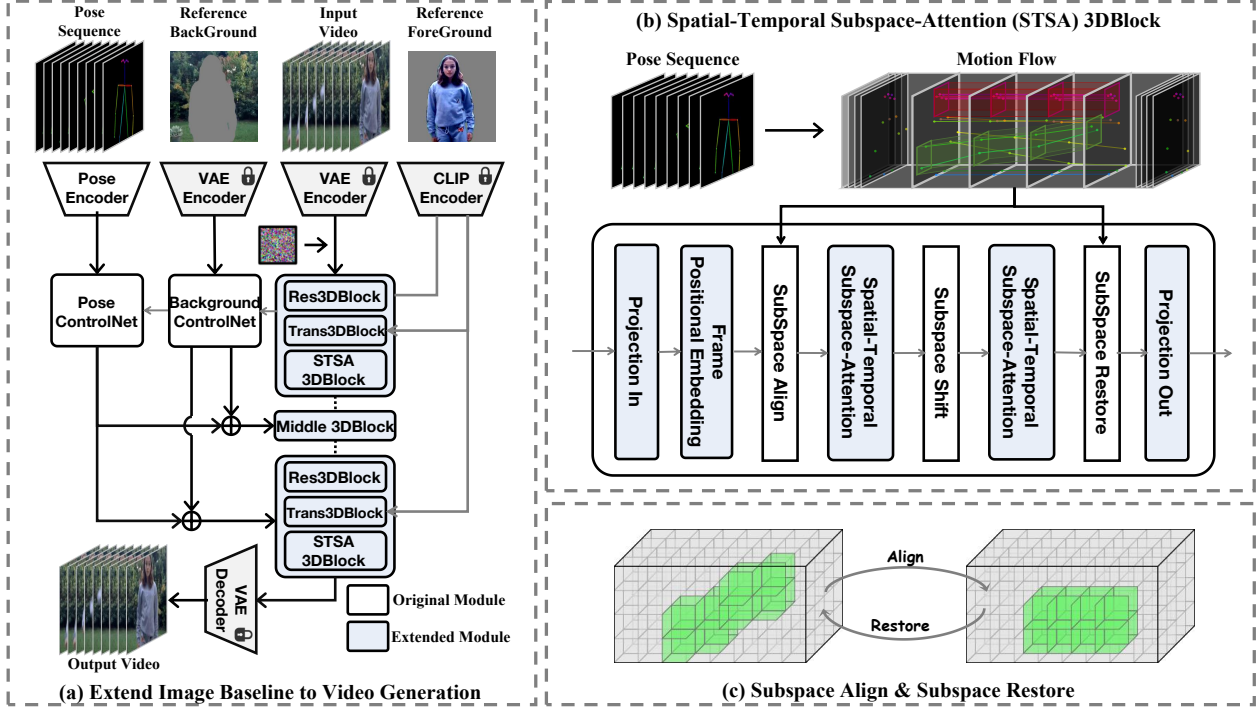 Pose
Sequence
Reference
BackGround
Input
Video
Reference
ForeGround
Pose
Encoder
VAE
Encoder
VAE
Encoder
CLIP
Encoder
Pose
ControlNet
Background
ControlNet
Res3DBlock
Trans3DBlock
STSA
3DBlock
Middle 3DBlock
Res3DBlock
Trans3DBlock
STSA
3DBlock
VAE
Decoder
Output Video
Original Module
Extended Module
(a) Extend Image Baseline to Video Generation
(b) Spatial-Temporal Subspace-Attention (STSA) 3DBlock
Pose Sequence
Motion Flow
Projection In
Frame
Positional Embedding
SubSpace Align
Spatial-Temporal
Subspace-Attention
Subspace Shift
Spatial-Temporal
Subspace-Attention
SubSpace Restore
Projection Out
Align
Restore
(c) Subspace Align & Subspace Restore